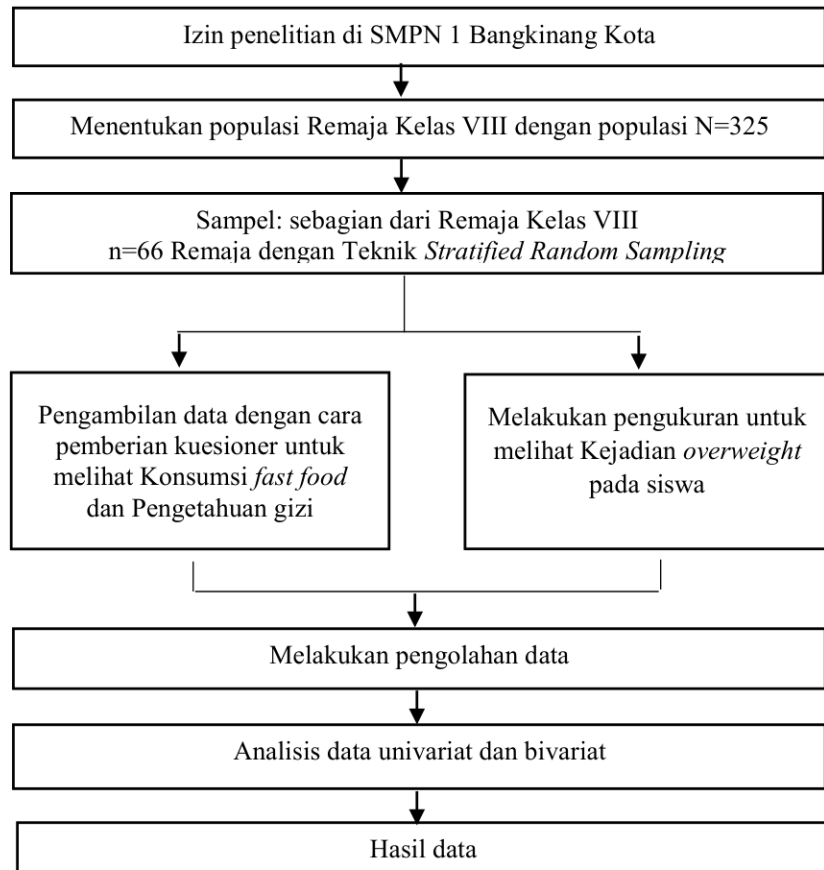 Izin penelitian di SMPN 1 Bangkinang Kota
Menentukan populasi Remaja Kelas VIII dengan populasi N=325
Sampel: sebagian dari Remaja Kelas VIII
n=66 Remaja dengan Teknik Stratified Random Sampling
Pengambilan data dengan cara
pemberian kuesioner untuk
melihat Konsumsi fast food
dan Pengetahuan gizi
Melakukan pengukuran untuk
melihat Kejadian overweight
pada siswa
Melakukan pengolahan data
Analisis data univariat dan bivariat
Hasil data